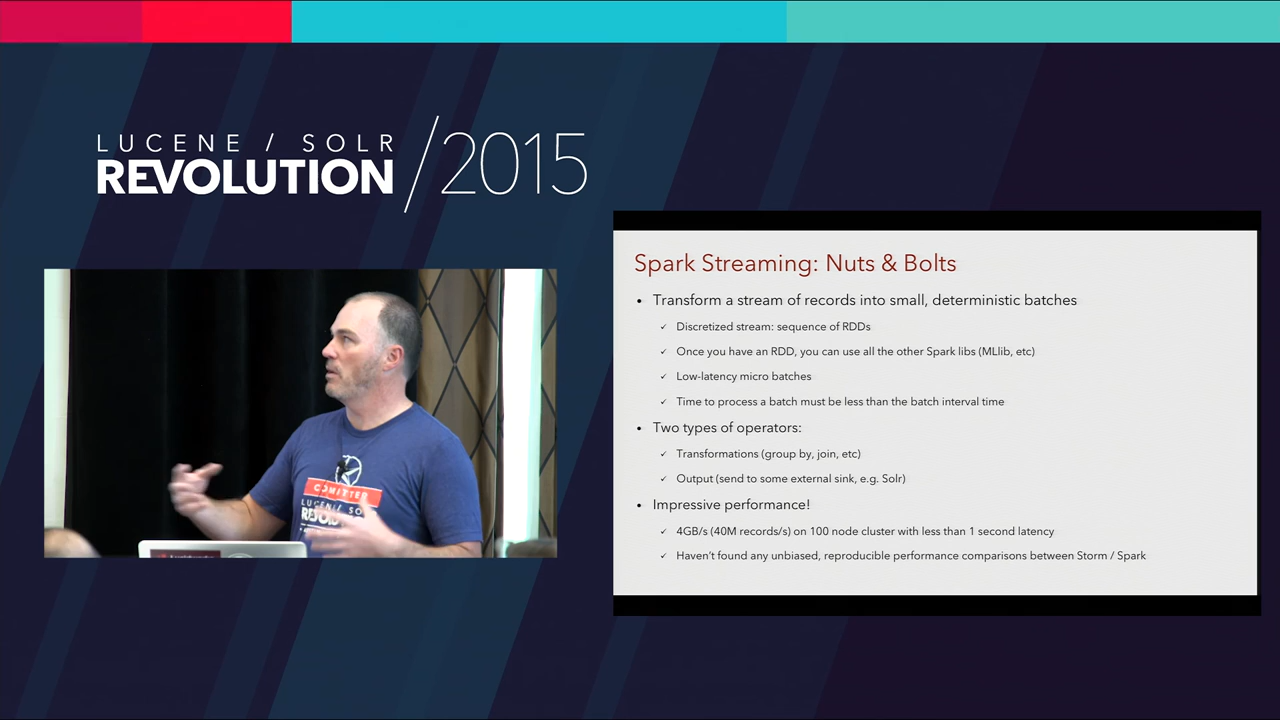 LUCENE / SOLR
REVOLUTION
/2015
Spark Streaming: Nuts & Bolts
• Transform a stream of records into small, deterministic batches
✓ Discretized stream: sequence of RDDs
✓ Once you have an RDD, you can use all the other Spark libs (MLlib, etc)
✓ Low-latency micro batches
✓ Time to process a batch must be less than the batch interval time
• Two types of operators:
✓ Transformations (group by, join, etc)
✓ Output (send to some external sink, e.g. Solr)
• Impressive performance!
✓ 4GB/s (40M records/s) on 100 node cluster with less than 1 second latency
✓ Haven't found any unbiased, reproducible performance comparisons between Storm / Spark
COMMITTER
LUCENE/ SOLR